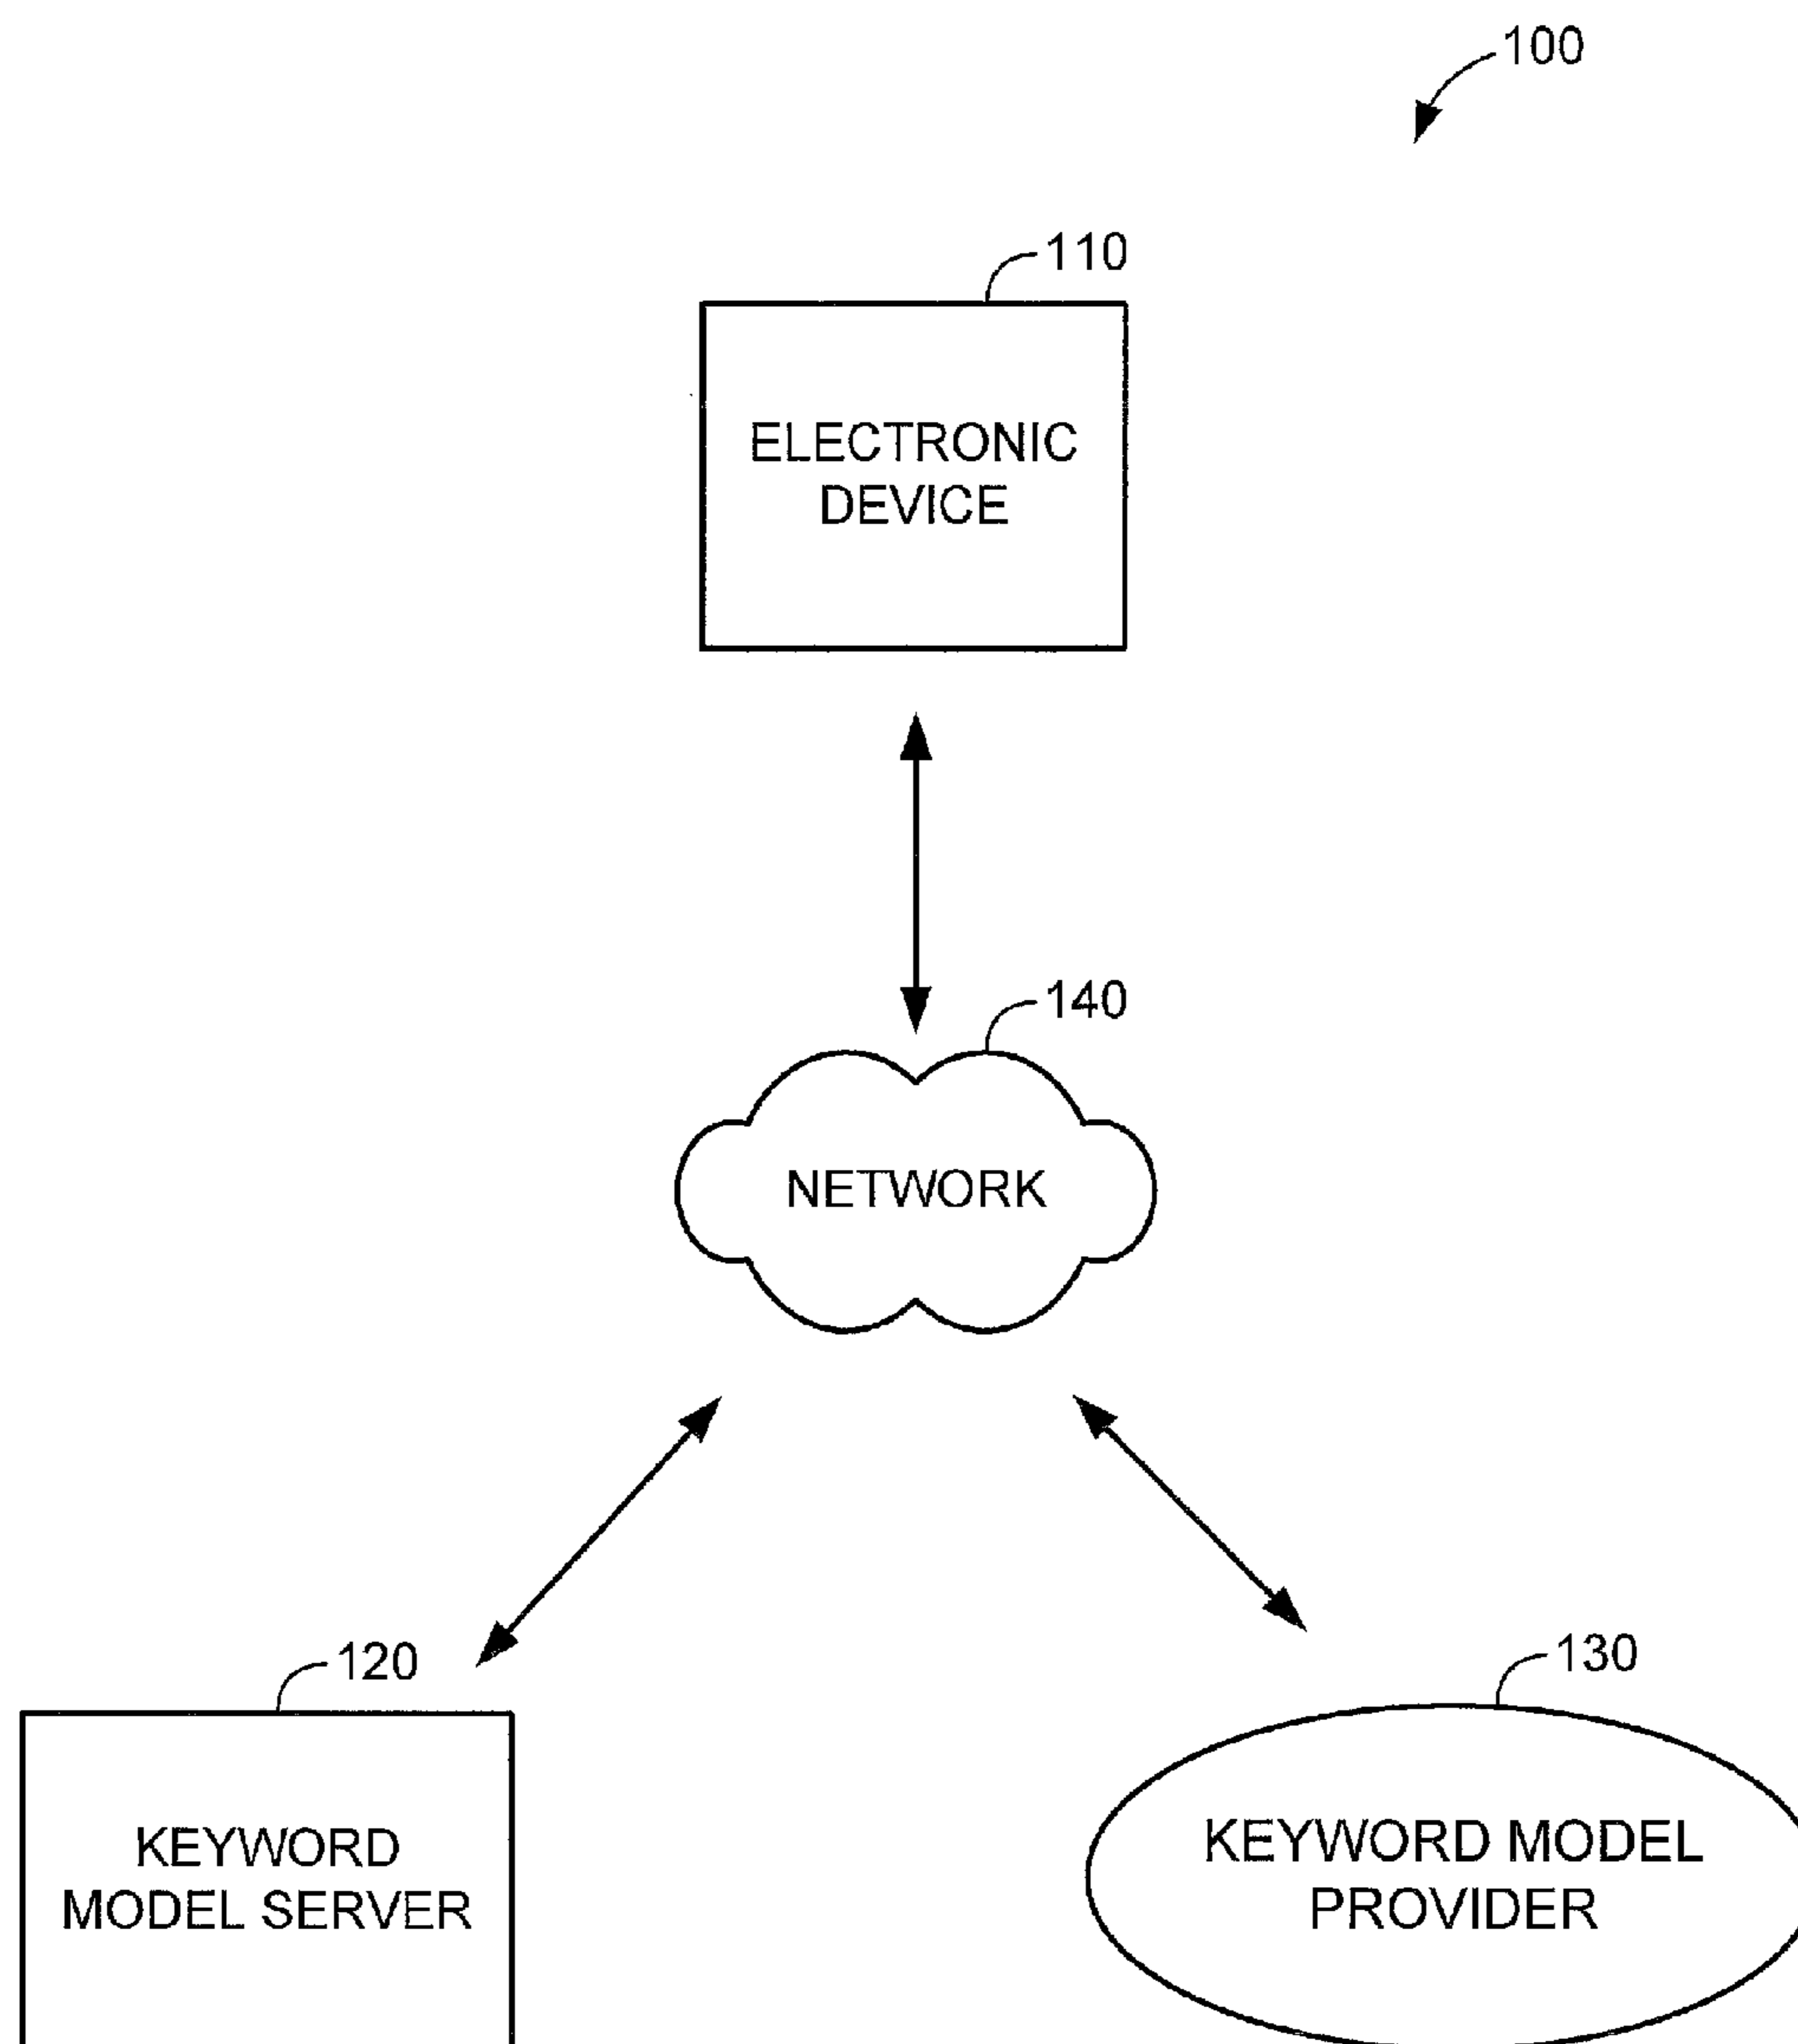 100
110
ELECTRONIC
DEVICE
140
NETWORK
120
130
KEYWORD
MODEL SERVER
KEYWORD MODEL
PROVIDER